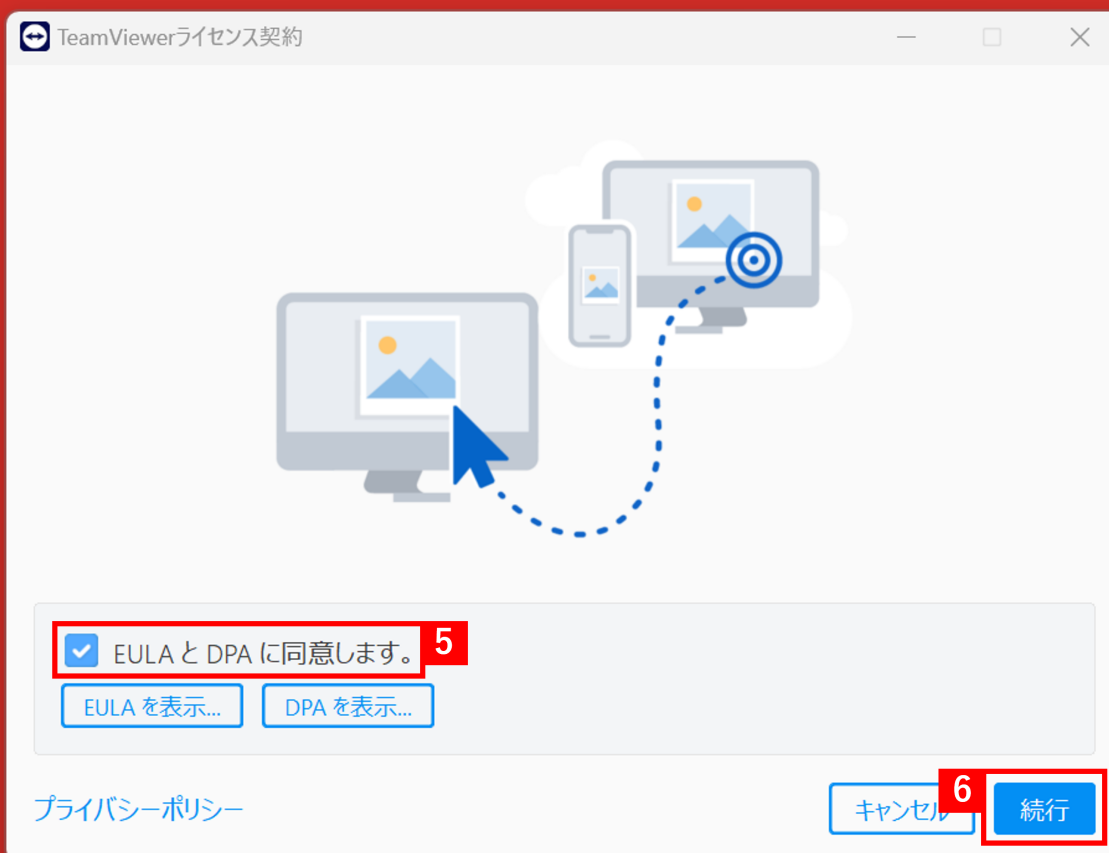 TeamViewerライセンス契約
EULA と DPA に同意します。
5
EULA を表示...
DPA を表示...
プライバシーポリシー
キャンセル
6
続行